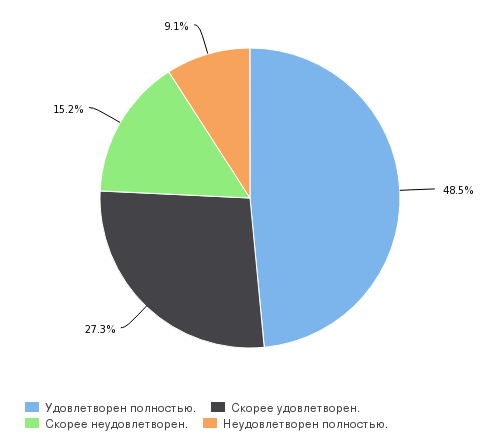 9.1%
15.2%
48.5%
27.3%
Удовлетворен полностью. Скорее удовлетворен.
Скорее неудовлетворен. Неудовлетворен полностью.